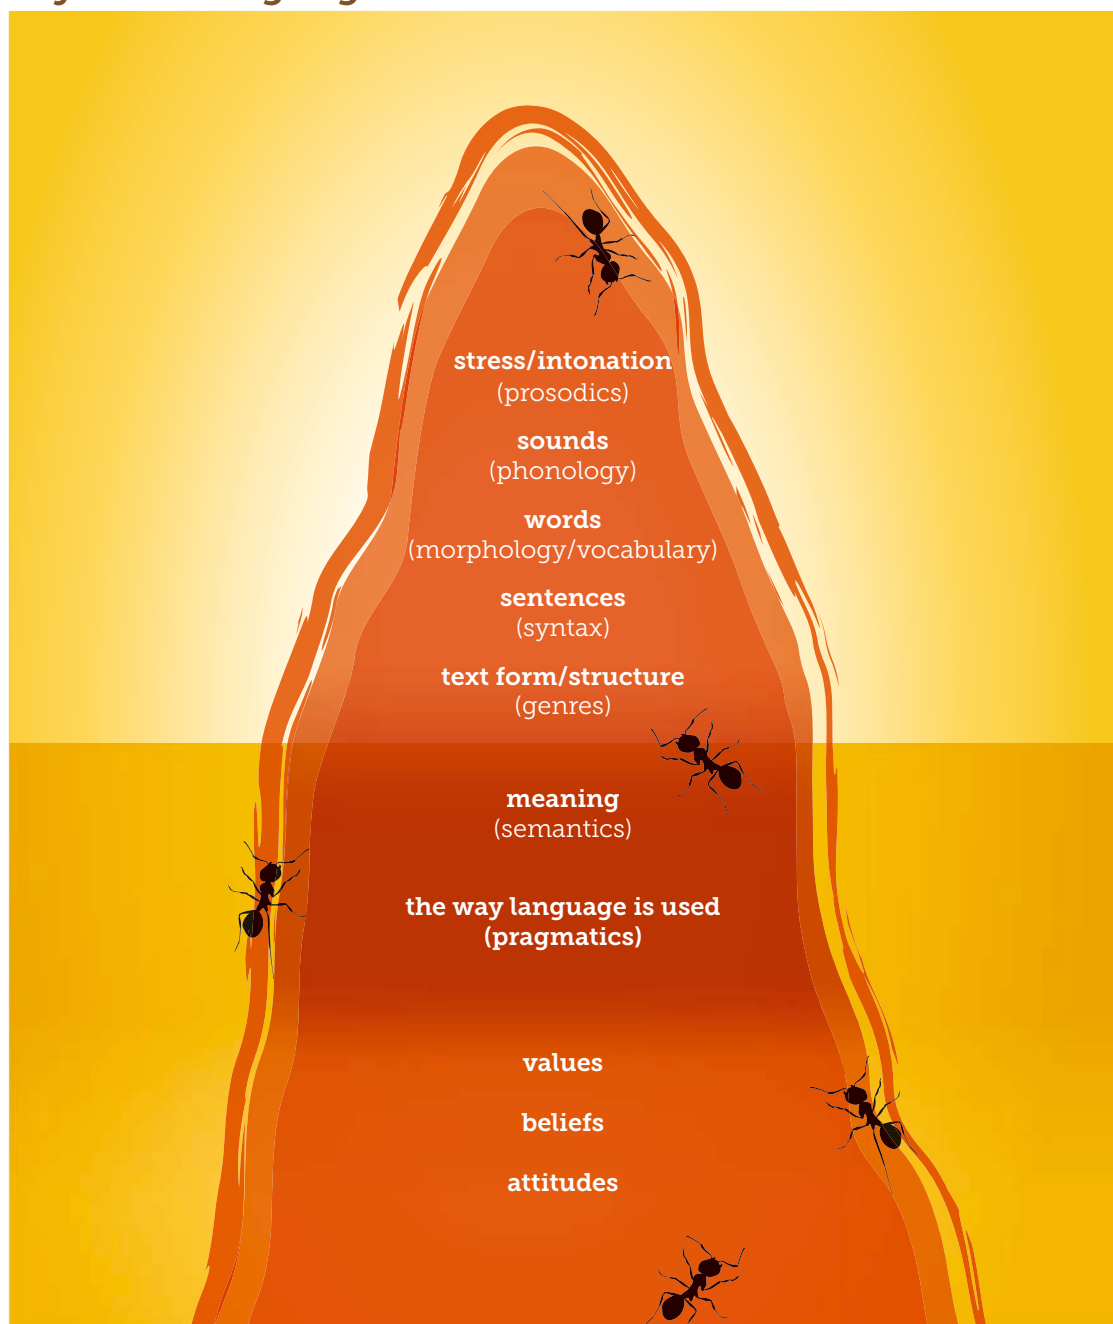 stress/intonation
(prosodics)
sounds
(phonology)
words
(morphology/vocabulary)
sentences
(syntax)
text form/structure
(genres)
meaning
(semantics)
the way language is used
(pragmatics)
values
beliefs
attitudes